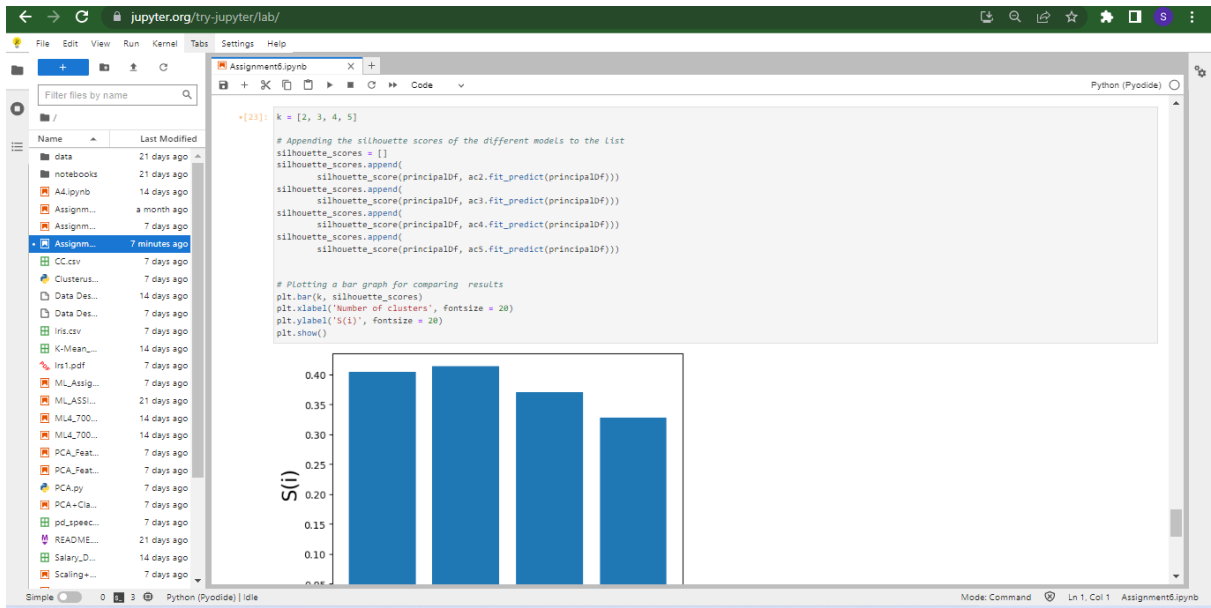 jupyter.org/try-jupyter/lab/
S
File Edit View Run Kernel Tabs Settings Help
Assignment6.ipynb
Code
Python (Pyodide)
Filter files by name
/
Name Last Modified
data 21 days ago
notebooks 21 days ago
A4.ipynb 14 days ago
Assignm... a month ago
Assignm... 7 days ago
Assignm... 7 minutes ago
CC.csv 7 days ago
Clusterus... 7 days ago
Data Des... 14 days ago
Data Des... 7 days ago
Iris.csv 7 days ago
K-Mean_... 14 days ago
Irs1.pdf 7 days ago
ML_Assig... 7 days ago
ML_ASSI... 21 days ago
ML4_700... 14 days ago
ML4_700... 14 days ago
PCA_Feat... 7 days ago
PCA_Feat... 7 days ago
PCA.py 7 days ago
PCA+Cla... 7 days ago
pd_speec... 7 days ago
README.... 21 days ago
Salary_D... 14 days ago
Scaling+... 7 days ago
[23]: k = [2, 3, 4, 5]
# Appending the silhouette scores of the different models to the list
silhouette_scores = []
silhouette_scores.append(
silhouette_score(principalDf, ac2.fit_predict(principalDf)))
silhouette_scores.append(
silhouette_score(principalDf, ac3.fit_predict(principalDf)))
silhouette_scores.append(
silhouette_score(principalDf, ac4.fit_predict(principalDf)))
silhouette_scores.append(
silhouette_score(principalDf, ac5.fit_predict(principalDf)))
# Plotting a bar graph for comparing results
plt.bar(k, silhouette_scores)
plt.xlabel('Number of clusters', fontsize = 20)
plt.ylabel('S(i)', fontsize = 20)
plt.show()
0.40
0.35
0.30
0.25
S(i)
0.20
0.15
0.10
Simple 0 3 Python (Pyodide) | Idle
Mode: Command Ln 1, Col 1 Assignment6.ipynb